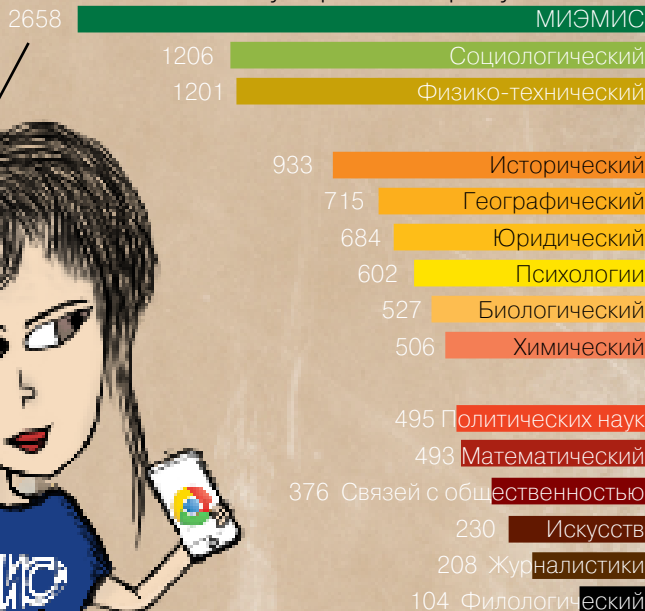 2658 МИЭМИС
1206 Социологический
1201 Физико-технический
933 Исторический
715 Географический
684 Юридический
602 Психологии
527 Биологический
506 Химический
495 Политических наук
493 Математический
376 Связей с общественностью
230 Искусств
208 Журналистики
104 Филологический